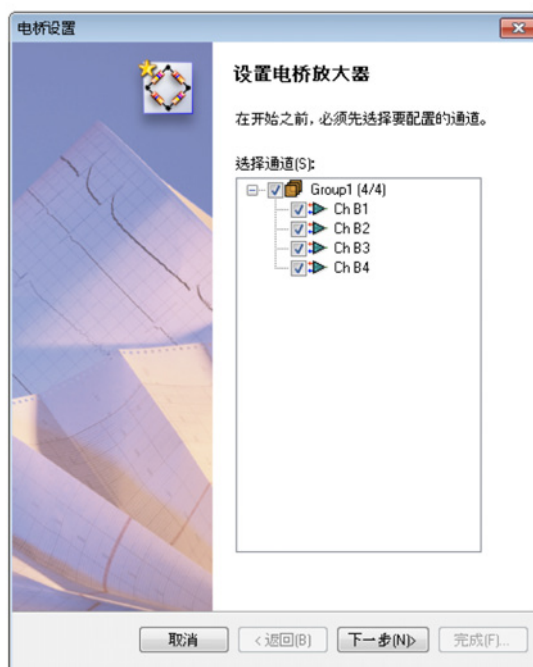 电桥设置
设置电桥放大器
在开始之前，必须先选择要配置的通道。
选择通道(S):
Group1 (4/4)
Ch B1
Ch B2
Ch B3
Ch B4
取消
<返回(B)
下一步(N)>
完成(F)...